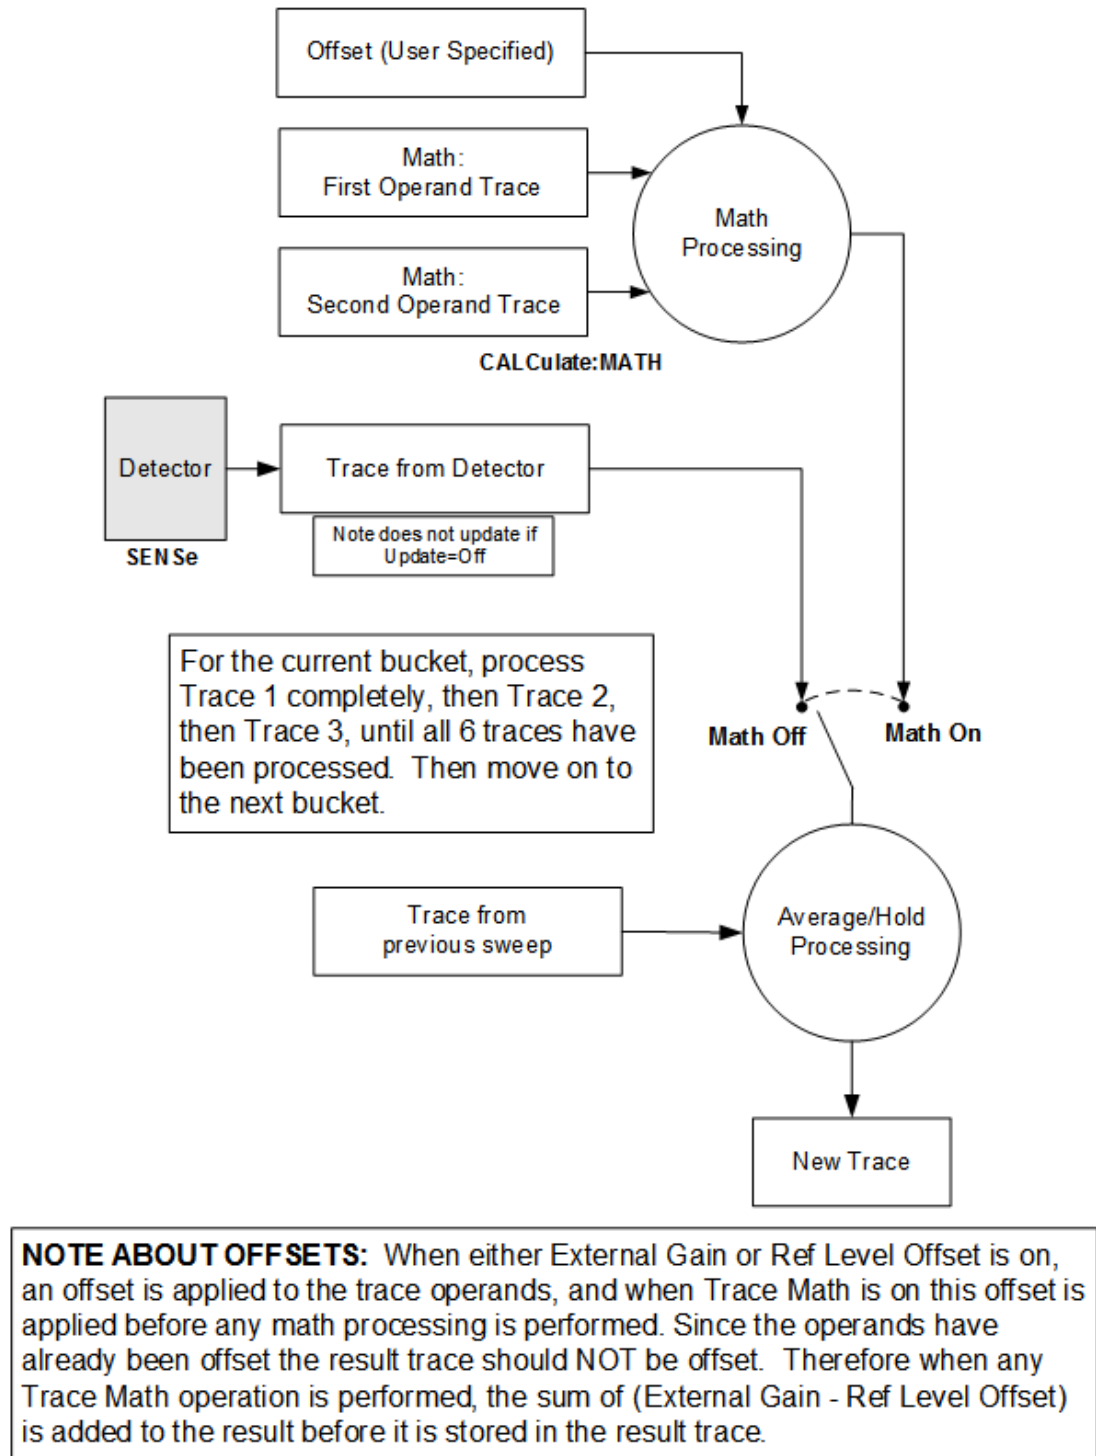 Offset (User Specified)
Math:
First Operand Trace
Math:
Second Operand Trace
Math
Processing
CALCulate:MATH
Detector
SENSe
Trace from Detector
Note does not update if
Update=Off
For the current bucket, process
Trace 1 completely, then Trace 2,
then Trace 3, until all 6 traces have
been processed.  Then move on to
the next bucket.
Math Off
Math On
Trace from
previous sweep
Average/Hold
Processing
New Trace
NOTE ABOUT OFFSETS:  When either External Gain or Ref Level Offset is on,
an offset is applied to the trace operands, and when Trace Math is on this offset is
applied before any math processing is performed. Since the operands have
already been offset the result trace should NOT be offset.  Therefore when any
Trace Math operation is performed, the sum of (External Gain - Ref Level Offset)
is added to the result before it is stored in the result trace.